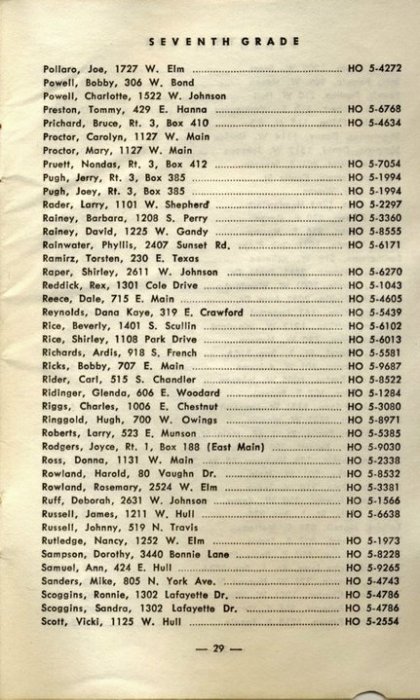 SEVENTH GRADE
Pollaro, Joe, 1727 W. Elm ........ HO 5-4272
Powell, Bobby, 306 W. Bond
Powell, Charlotte, 1522 W. Johnson
Preston, Tommy, 429 E. Hanna ........ HO 5-6768
Prichard, Bruce, Rt. 3, Box 410 ........ HO 5-4634
Proctor, Carolyn, 1127 W. Main
Proctor, Mary, 1127 W. Main
Pruett, Nondas, Rt. 3, Box 412 ........ HO 5-7054
Pugh, Jerry, Rt. 3, Box 385 ........ HO 5-1994
Pugh, Joey, Rt. 3, Box 385 ........ HO 5-1994
Rader, Larry, 1101 W. Shepherd ........ HO 5-2297
Rainey, Barbara, 1208 S. Perry ........ HO 5-3360
Rainey, David, 1225 W. Gandy ........ HO 5-8555
Rainwater, Phyllis, 2407 Sunset Rd. ........ HO 5-6171
Ramirz, Torsten, 230 E. Texas
Raper, Shirley, 2611 W. Johnson ........ HO 5-6270
Reddick, Rex, 1301 Cole Drive ........ HO 5-1043
Reece, Dale, 715 E. Main ........ HO 5-4605
Reynolds, Dana Kaye, 319 E. Crawford ........ HO 5-5439
Rice, Beverly, 1401 S. Scullin ........ HO 5-6102
Rice, Shirley, 1108 Park Drive ........ HO 5-6013
Richards, Ardis, 918 S. French ........ HO 5-5581
Ricks, Bobby, 707 E. Main ........ HO 5-9687
Rider, Carl, 515 S. Chandler ........ HO 5-8522
Ridinger, Glenda, 606 E. Woodard ........ HO 5-1284
Riggs, Charles, 1006 E. Chestnut ........ HO 5-3080
Ringgold, Hugh, 700 W. Owings ........ HO 5-8971
Roberts, Larry, 523 E. Munson ........ HO 5-5385
Rodgers, Joyce, Rt. 1, Box 188 (East Main) ........ HO 5-9030
Ross, Donna, 1131 W. Main ........ HO 5-2338
Rowland, Harold, 80 Vaughn Dr. ........ HO 5-8532
Rowland, Rosemary, 2524 W. Elm ........ HO 5-3381
Ruff, Deborah, 2631 W. Johnson ........ HO 5-1566
Russell, James, 1211 W. Hull ........ HO 5-6638
Russell, Johnny, 519 N. Travis
Rutledge, Nancy, 1252 W. Elm ........ HO 5-1973
Sampson, Dorothy, 3440 Bonnie Lane ........ HO 5-8228
Samuel, Ann, 424 E. Hull ........ HO 5-9265
Sanders, Mike, 805 N. York Ave. ........ HO 5-4743
Scoggins, Ronnie, 1302 Lafayette Dr. ........ HO 5-4786
Scoggins, Sandra, 1302 Lafayette Dr. ........ HO 5-4786
Scott, Vicki, 1125 W. Hull ........ HO 5-2554
— 29 —